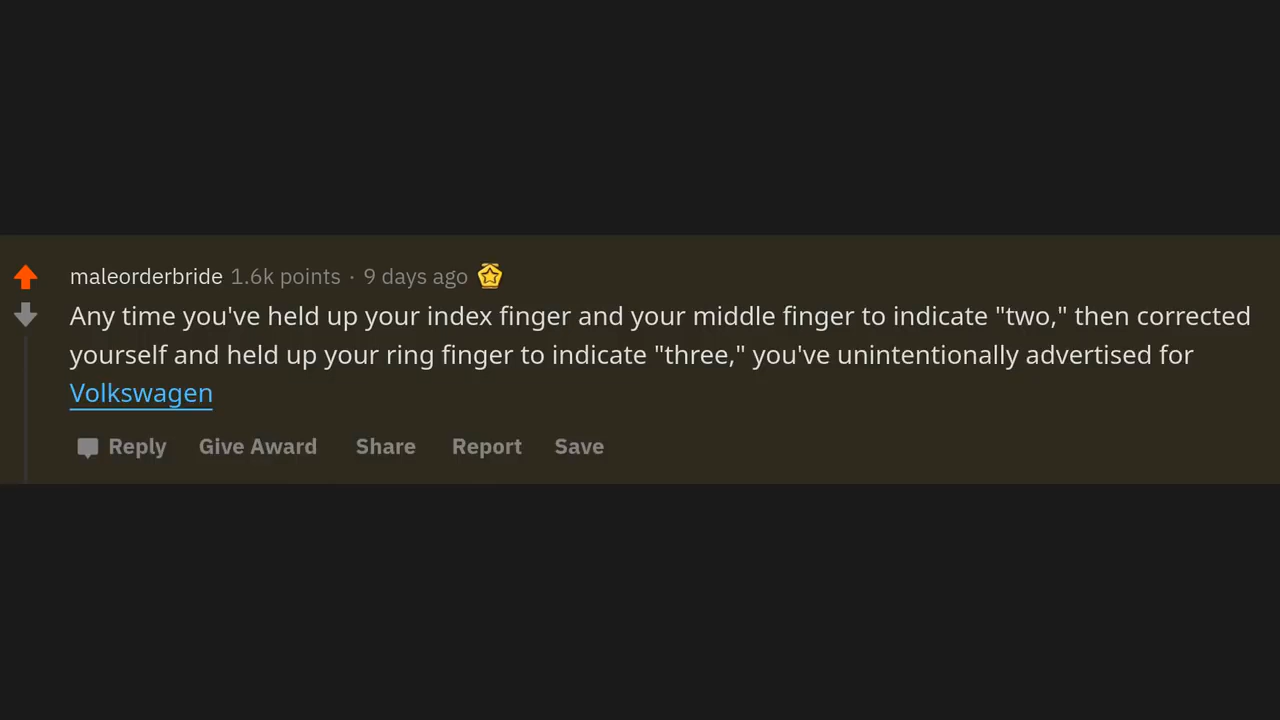 maleorderbride 1.6k points · 9 days ago
Any time you've held up your index finger and your middle finger to indicate "two," then corrected
yourself and held up your ring finger to indicate "three," you've unintentionally advertised for
Volkswagen
Reply Give Award Share Report Save